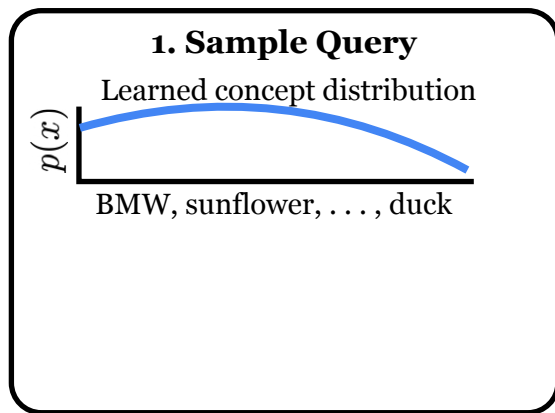 1. Sample Query
Learned concept distribution
p(x)
BMW, sunflower, . . . , duck